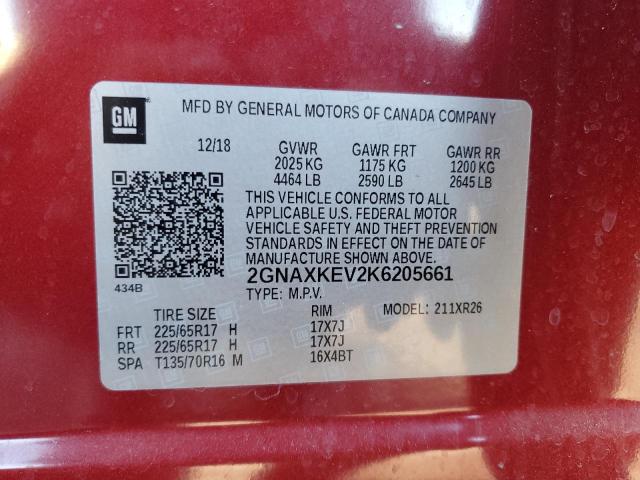 GM
MFD BY GENERAL MOTORS OF CANADA COMPANY
12/18 GVWR GAWR FRT GAWR RR
2025 KG 1175 KG 1200 KG
4464 LB 2590 LB 2645 LB
THIS VEHICLE CONFORMS TO ALL
APPLICABLE U.S. FEDERAL MOTOR
VEHICLE SAFETY AND THEFT PREVENTION
STANDARDS IN EFFECT ON THE DATE OF
MANUFACTURE SHOWN ABOVE.
434B 2GNAXKEV2K6205661
TYPE: M.P.V.
TIRE SIZE RIM MODEL: 211XR26
FRT 225/65R17 H 17X7J
RR 225/65R17 H 17X7J
SPA T135/70R16 M 16X4BT